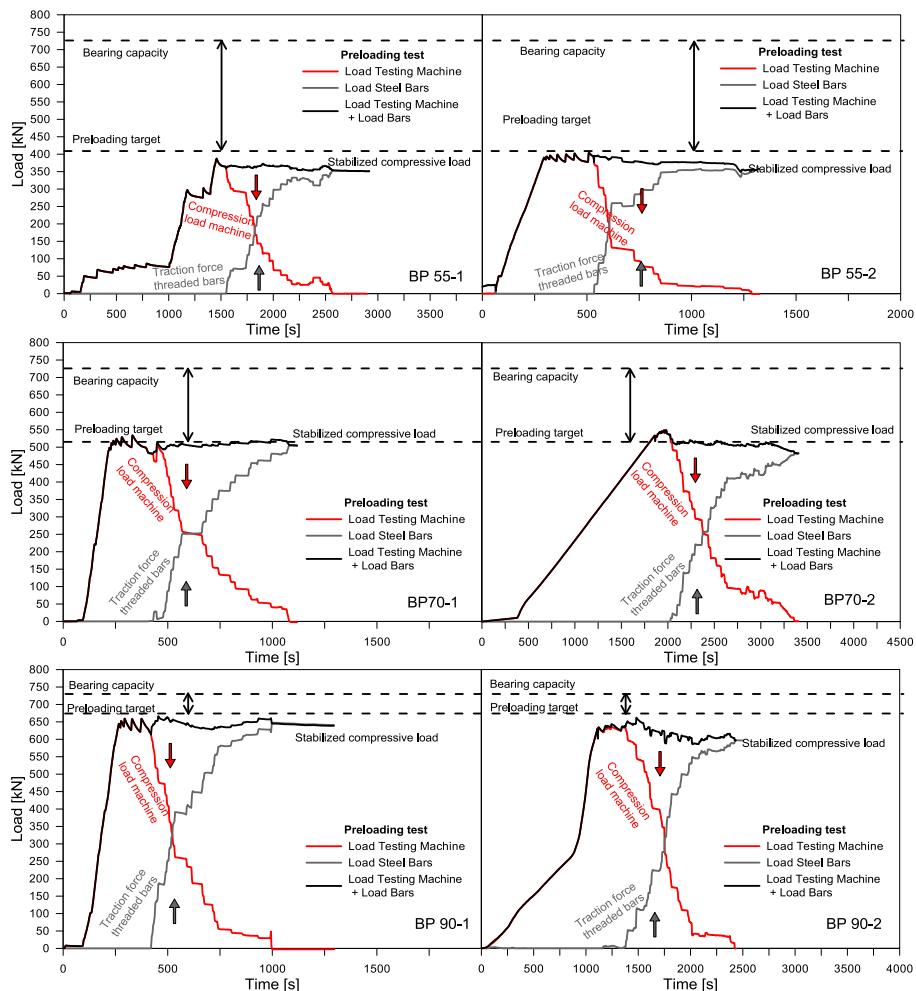 800
750
700
650
600
550
500
450
400
350
300
250
200
150
100
50
0
Load [kN]
Bearing capacity
Preloading target
Preloading test
Load Testing Machine
Load Steel Bars
Load Testing Machine
+ Load Bars
Stabilized compressive load
Compression
load machine
Traction force
threaded bars
BP 55-1
0 500 1000 1500 2000 2500 3000 3500
Time [s]
Bearing capacity
Preloading target
Preloading test
Load Testing Machine
Load Steel Bars
Load Testing Machine
+ Load Bars
Stabilized compressive load
Compression
load machine
Traction force
threaded bars
BP 55-2
0 500 1000 1500 2000
Time [s]
800
750
700
650
600
550
500
450
400
350
300
250
200
150
100
50
0
Load [kN]
Bearing capacity
Preloading target
Stabilized compressive load
Compression
load machine
Preloading test
Load Testing Machine
Load Steel Bars
Load Testing Machine
+ Load Bars
Traction force
threaded bars
BP70-1
0 500 1000 1500
Time [s]
Bearing capacity
Preloading target
Stabilized compressive load
Compression
load machine
Preloading test
Load Testing Machine
Load Steel Bars
Load Testing Machine
+ Load Bars
Traction force
threaded bars
BP70-2
0 500 1000 1500 2000 2500 3000 3500 4000 4500
Time [s]
800
750
700
650
600
550
500
450
400
350
300
250
200
150
100
50
0
Load [kN]
Bearing capacity
Preloading target
Stabilized compressive load
Compression
load machine
Preloading test
Load Testing Machine
Load Steel Bars
Load Testing Machine
+ Load Bars
Traction force
threaded bars
BP 90-1
0 500 1000 1500
Time [s]
Bearing capacity
Preloading target
Stabilized compressive load
Compression
load machine
Preloading test
Load Testing Machine
Load Steel Bars
Load Testing Machine
+ Load Bars
Traction force
threaded bars
BP 90-2
0 500 1000 1500 2000 2500 3000 3500 4000
Time [s]